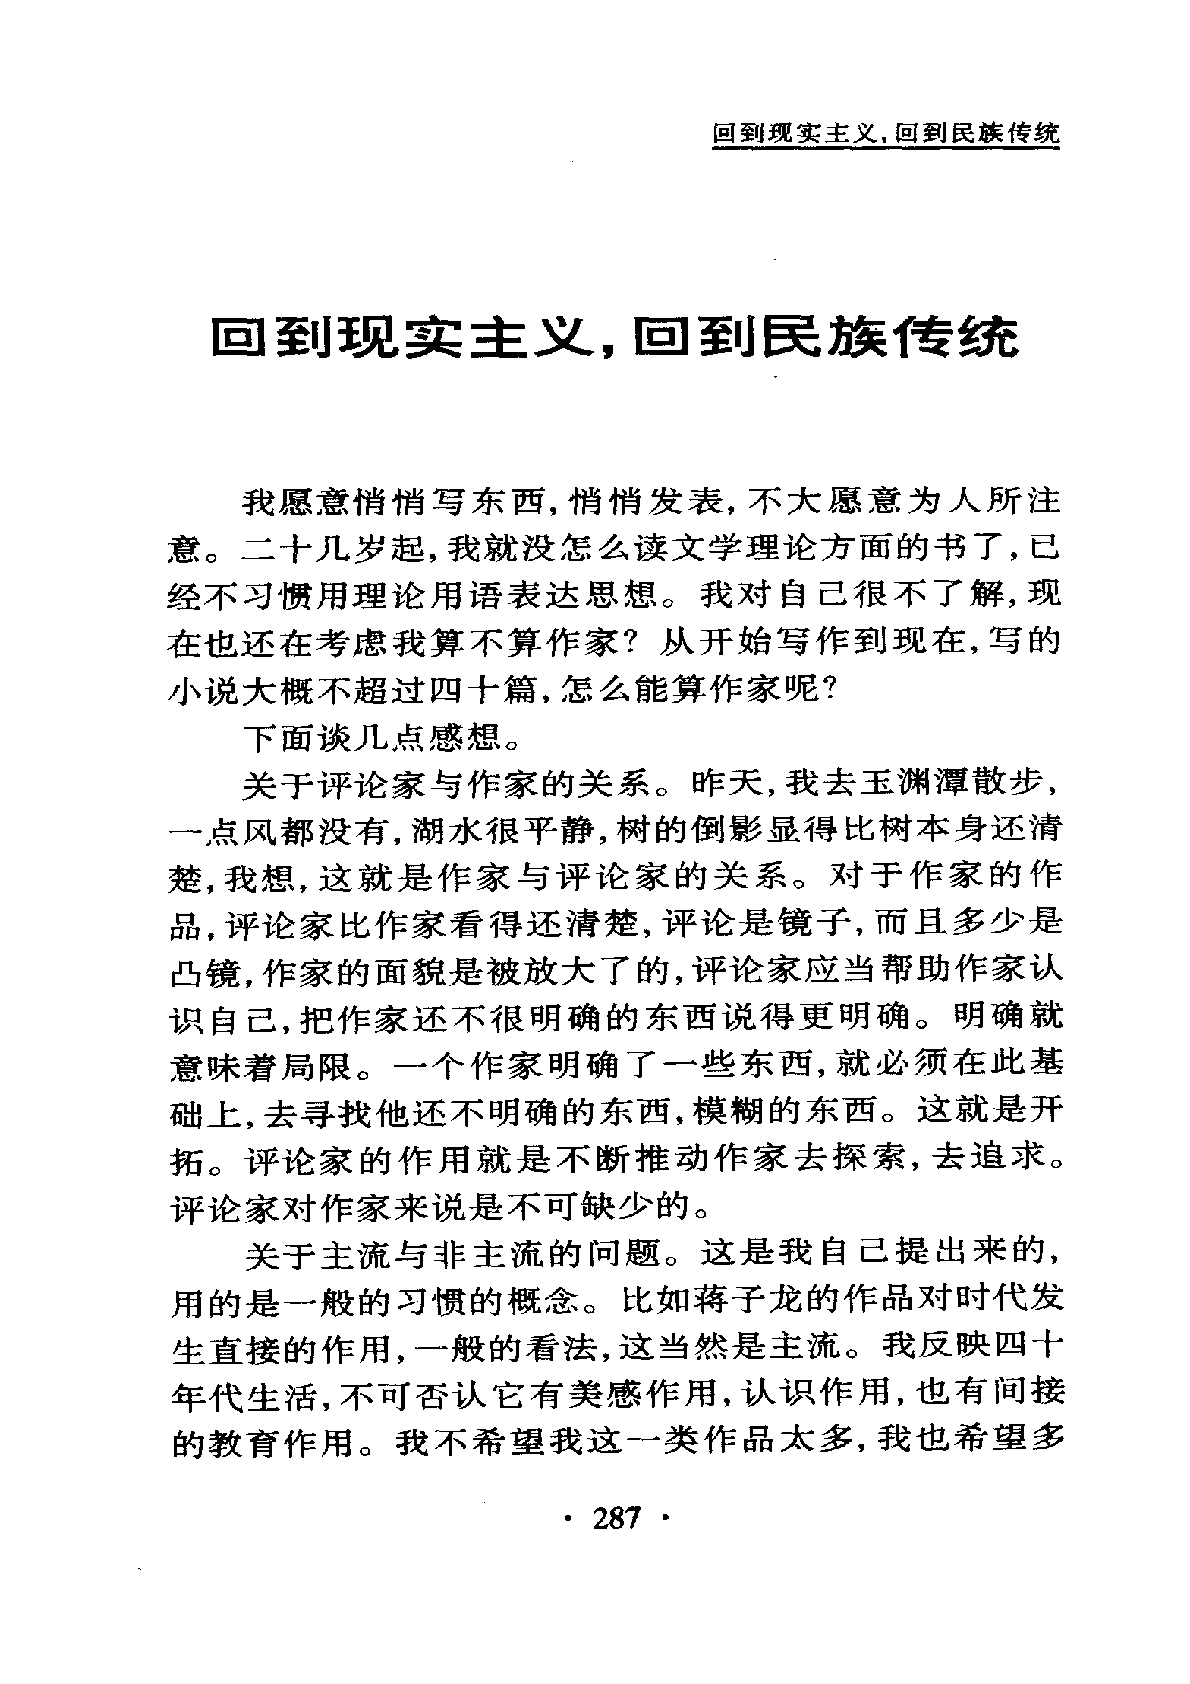 回到现实主义,回到民族传统
回到现实主义,回到民族传统
我愿意悄悄写东西,悄悄发表,不大愿意为人所注
意。二十几岁起,我就没怎么读文学理论方面的书了,已
经不习惯用理论用语表达思想。我对自己很不了解,现
在也还在考虑我算不算作家?从开始写作到现在,写的
小说大概不超过四十篇,怎么能算作家呢?
下面谈几点感想。
关于评论家与作家的关系。昨天,我去玉渊潭散步,
一点风都没有,湖水很平静,树的倒影显得比树本身还清
楚,我想,这就是作家与评论家的关系。对于作家的作
品,评论家比作家看得还清楚,评论是镜子,而且多少是
凸镜,作家的面貌是被放大了的,评论家应当帮助作家认
识自己,把作家还不很明确的东西说得更明确。明确就
意味着局限。一个作家明确了一些东西,就必须在此基
础上,去寻找他还不明确的东西,模糊的东西。这就是开
拓。评论家的作用就是不断推动作家去探索,去追求。
评论家对作家来说是不可缺少的。
关于主流与非主流的问题。这是我自己提出来的,
用的是一般的习惯的概念。比如蒋子龙的作品对时代发
生直接的作用,一般的看法,这当然是主流。我反映四十
年代生活,不可否认它有美感作用,认识作用,也有间接
的教育作用。我不希望我这一类作品太多,我也希望多
· 287 ·